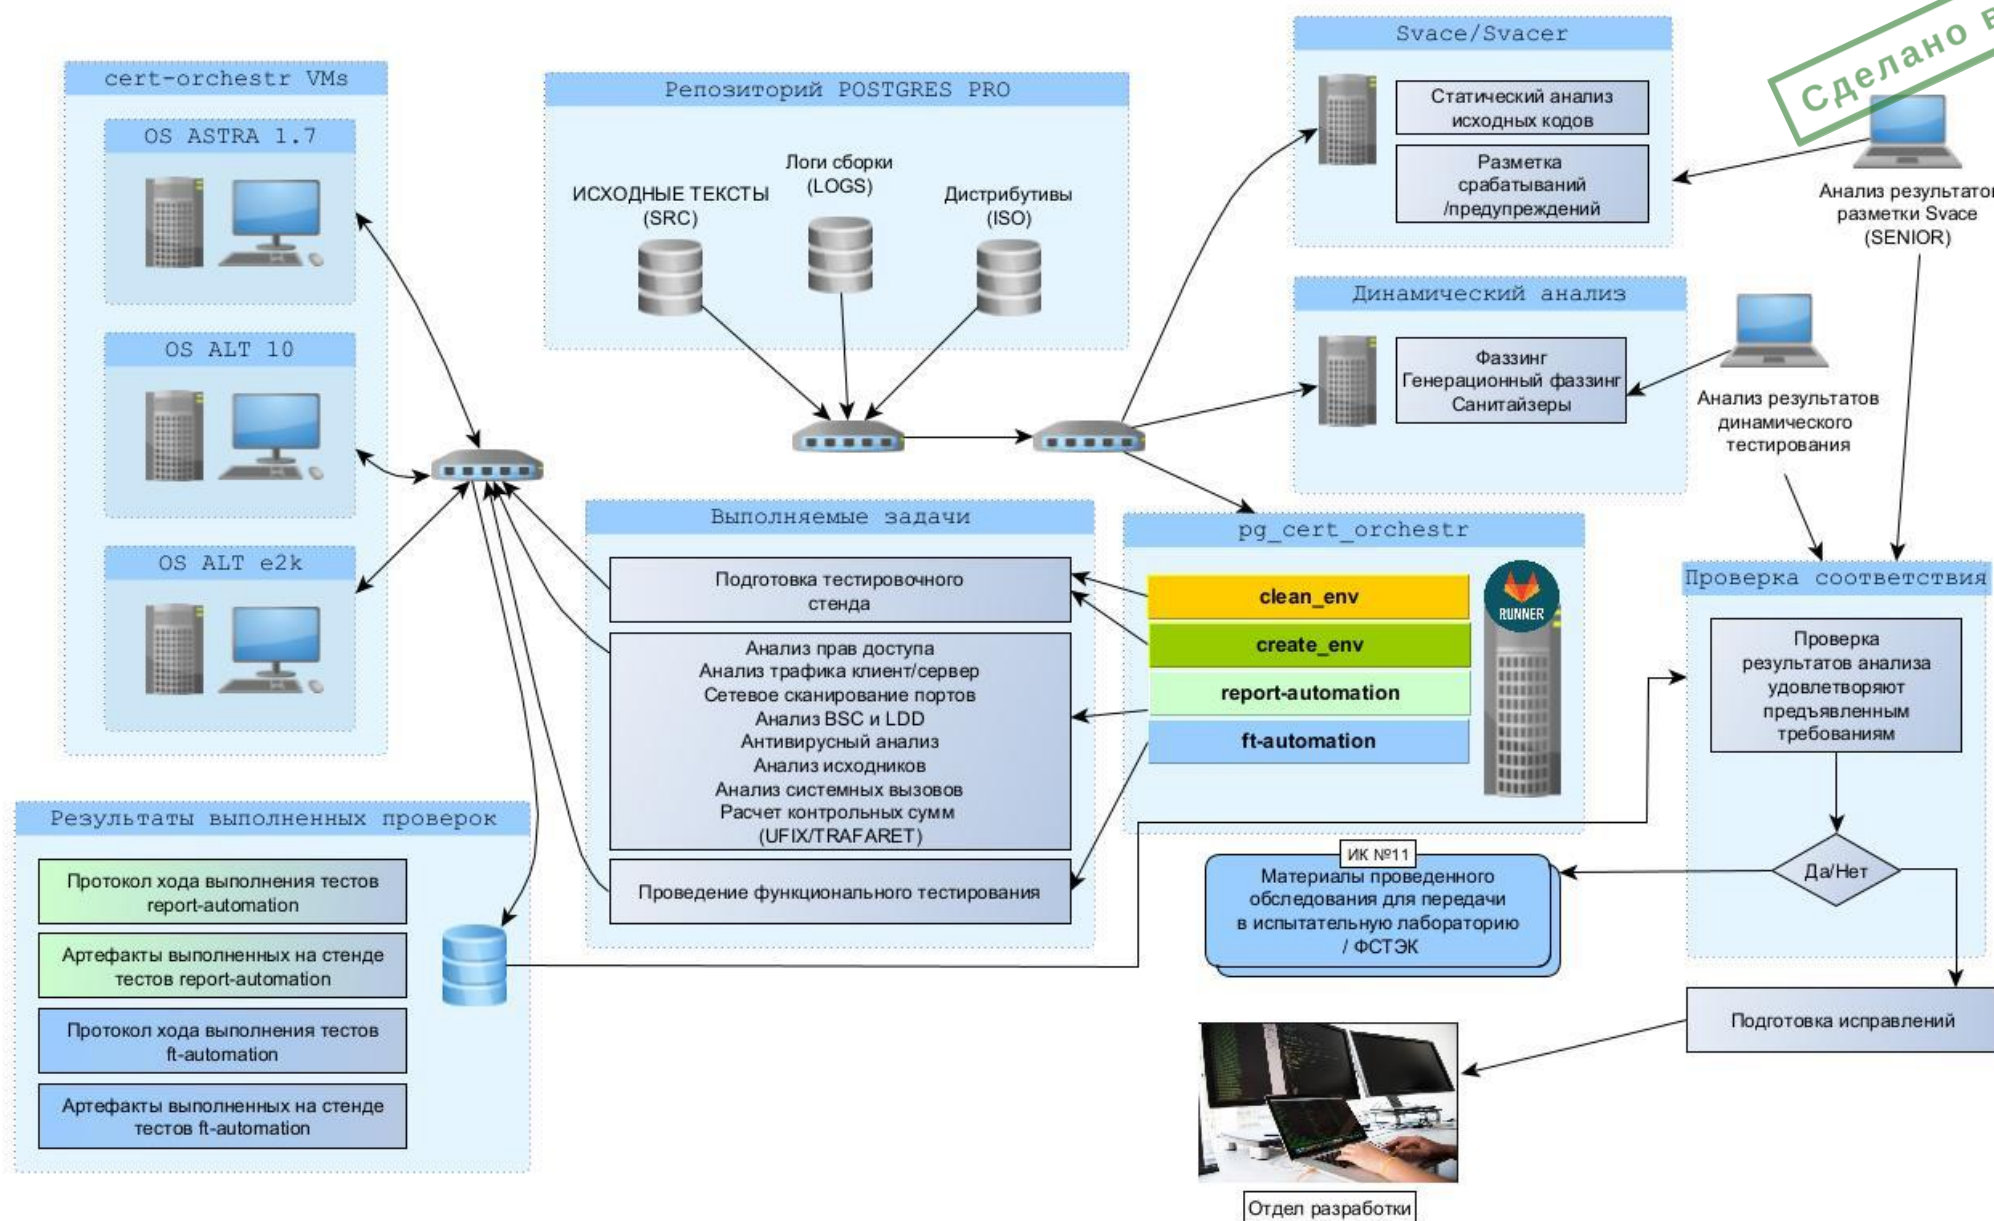 cert-orchestr VMs
OS ASTRA 1.7
OS ALT 10
OS ALT e2k
Репозиторий POSTGRES PRO
ИСХОДНЫЕ ТЕКСТЫ
(SRC)
Логи сборки
(LOGS)
Дистрибутивы
(ISO)
Svace/Svacer
Статический анализ
исходных кодов
Разметка
срабатываний
/предупреждений
Сделано в
Анализ результатов
разметки Svace
(SENIOR)
Динамический анализ
Фаззинг
Генерационный фаззинг
Санитайзеры
Анализ результатов
динамического
тестирования
Выполняемые задачи
Подготовка тестировочного
стенда
Анализ прав доступа
Анализ трафика клиент/сервер
Сетевое сканирование портов
Анализ BSC и LDD
Антивирусный анализ
Анализ исходников
Анализ системных вызовов
Расчет контрольных сумм
(UFIX/TRAFARET)
Проведение функционального тестирования
pg_cert_orchestr
clean_env
create_env
report-automation
ft-automation
RUNNER
Проверка соответствия
Проверка
результатов анализа
удовлетворяют
предъявленным
требованиям
Да/Нет
ИК №11
Материалы проведенного
обследования для передачи
в испытательную лабораторию
/ ФСТЭК
Подготовка исправлений
Отдел разработки
Результаты выполненных проверок
Протокол хода выполнения тестов
report-automation
Артефакты выполненных на стенде
тестов report-automation
Протокол хода выполнения тестов
ft-automation
Артефакты выполненных на стенде
тестов ft-automation